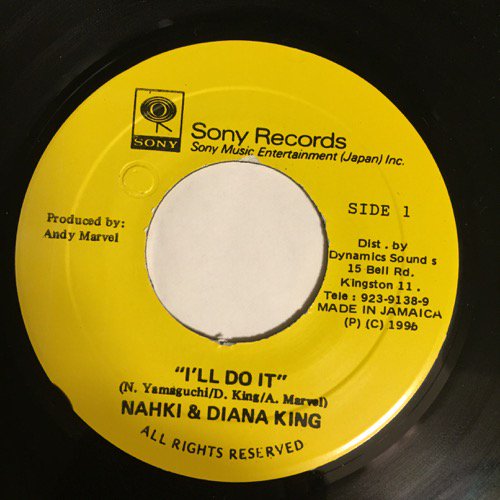 SONY
Sony Records
Sony Music Entertainment (Japan) Inc.
Produced by:
Andy Marvel
SIDE 1
Dist. by
Dynamics Sounds
15 Bell Rd.
Kingston 11.
Tele: 923-9138-9
MADE IN JAMAICA
(P) (C) 1996
"I'LL DO IT"
(N. Yamaguchi/D. King/A. Marvel)
NAHKI & DIANA KING
ALL RIGHTS RESERVED